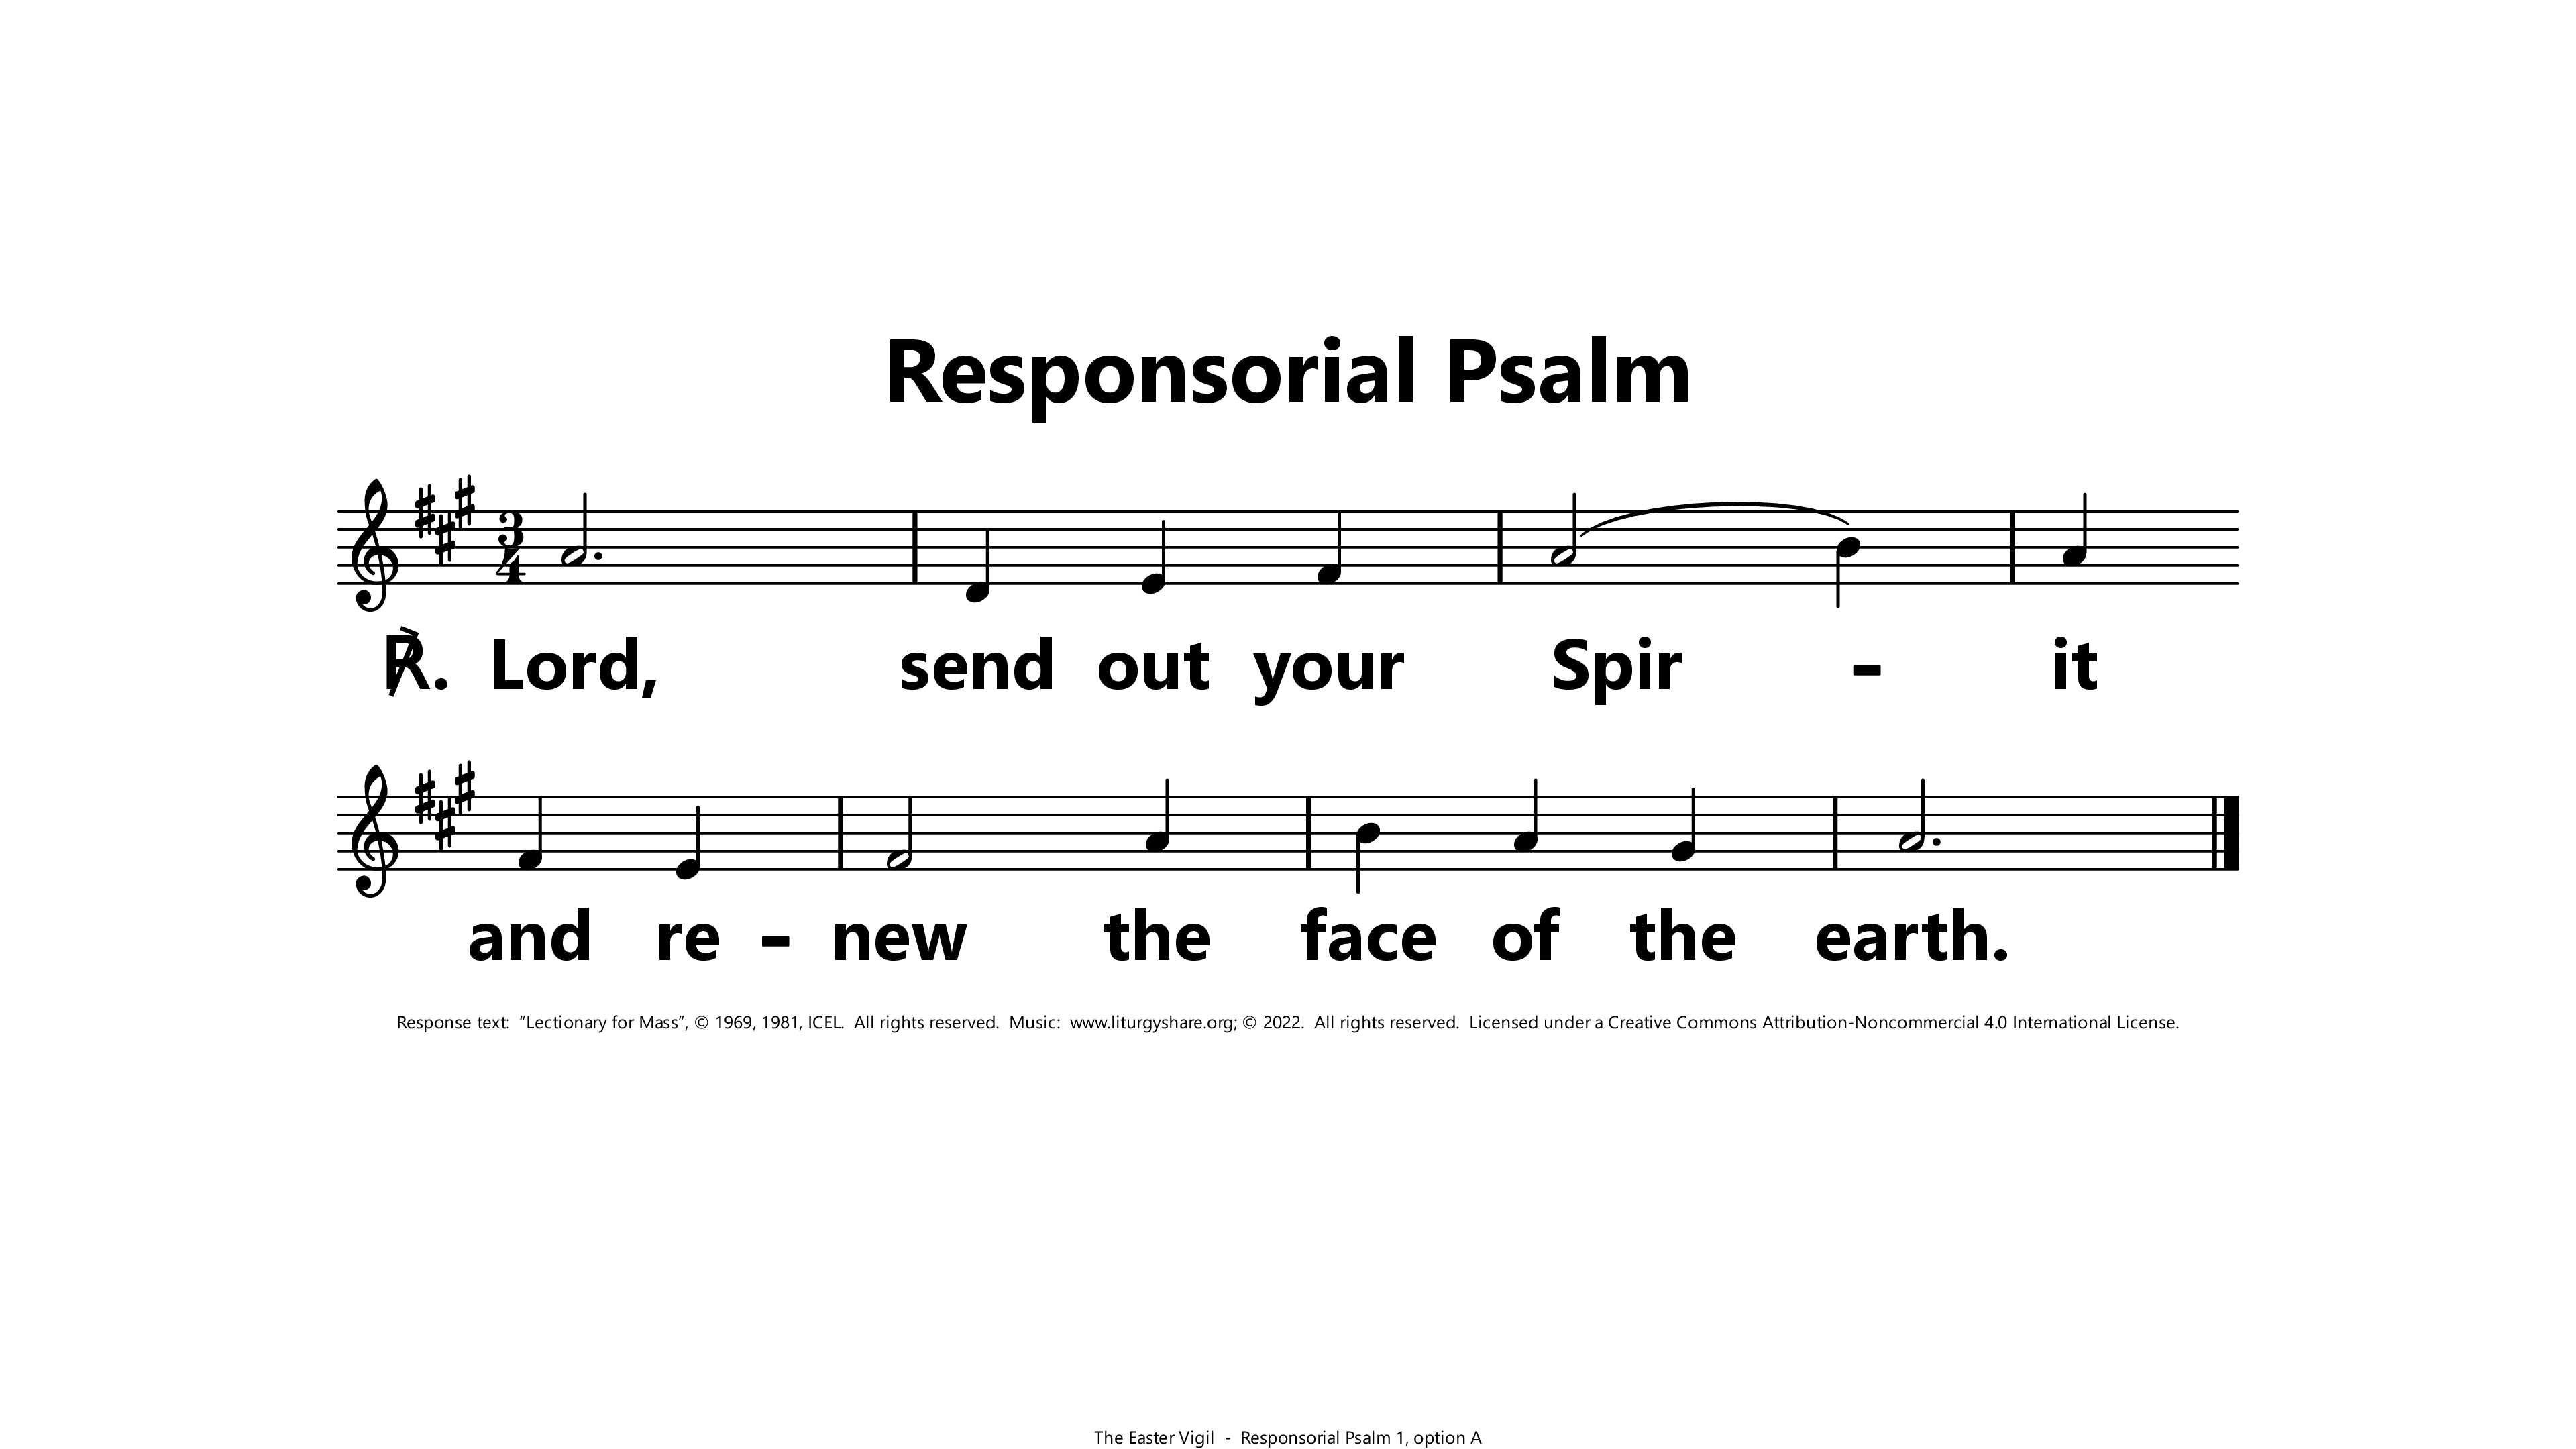 Responsorial Psalm
3
4
℟. Lord, send out your Spir - it
and re - new the face of the earth.
Response text: “Lectionary for Mass”, © 1969, 1981, ICEL. All rights reserved. Music: www.liturgyshare.org; © 2022. All rights reserved. Licensed under a Creative Commons Attribution-Noncommercial 4.0 International License.
The Easter Vigil - Responsorial Psalm 1, option A